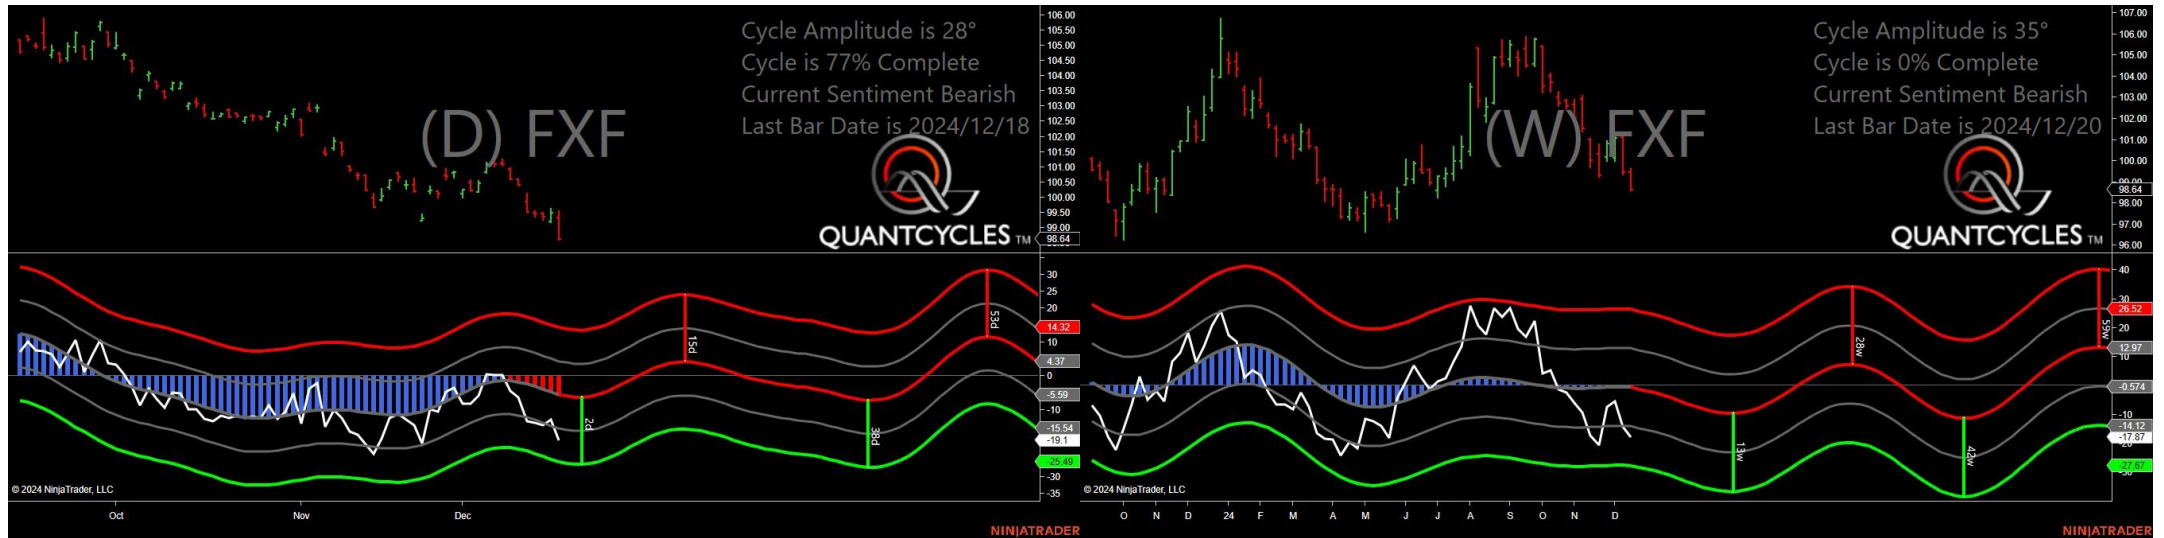 Cycle Amplitude is 28°
Cycle is 77% Complete
Current Sentiment Bearish
Last Bar Date is 2024/12/18
(D) FXF
QUANTCYCLES TM
106.00
105.50
105.00
104.50
104.00
103.50
103.00
102.50
102.00
101.50
101.00
100.50
100.00
99.50
99.00
98.64
30
25
20
14.32
10
4.37
0
-5.59
-10
-15.54
-19.1
-25.49
-30
-35
2d
15d
38d
53d
© 2024 NinjaTrader, LLC
Oct Nov Dec
NINJATRADER
Cycle Amplitude is 35°
Cycle is 0% Complete
Current Sentiment Bearish
Last Bar Date is 2024/12/20
(W) FXF
QUANTCYCLES TM
107.00
106.00
105.00
104.00
103.00
102.00
101.00
100.00
99.00
98.64
98.00
97.00
96.00
40
30
26.52
20
12.97
10
-0.574
-10
-14.12
-17.87
-27.67
13w
28w
42w
59w
© 2024 NinjaTrader, LLC
O N D 24 F M A M J J A S O N D
NINJATRADER